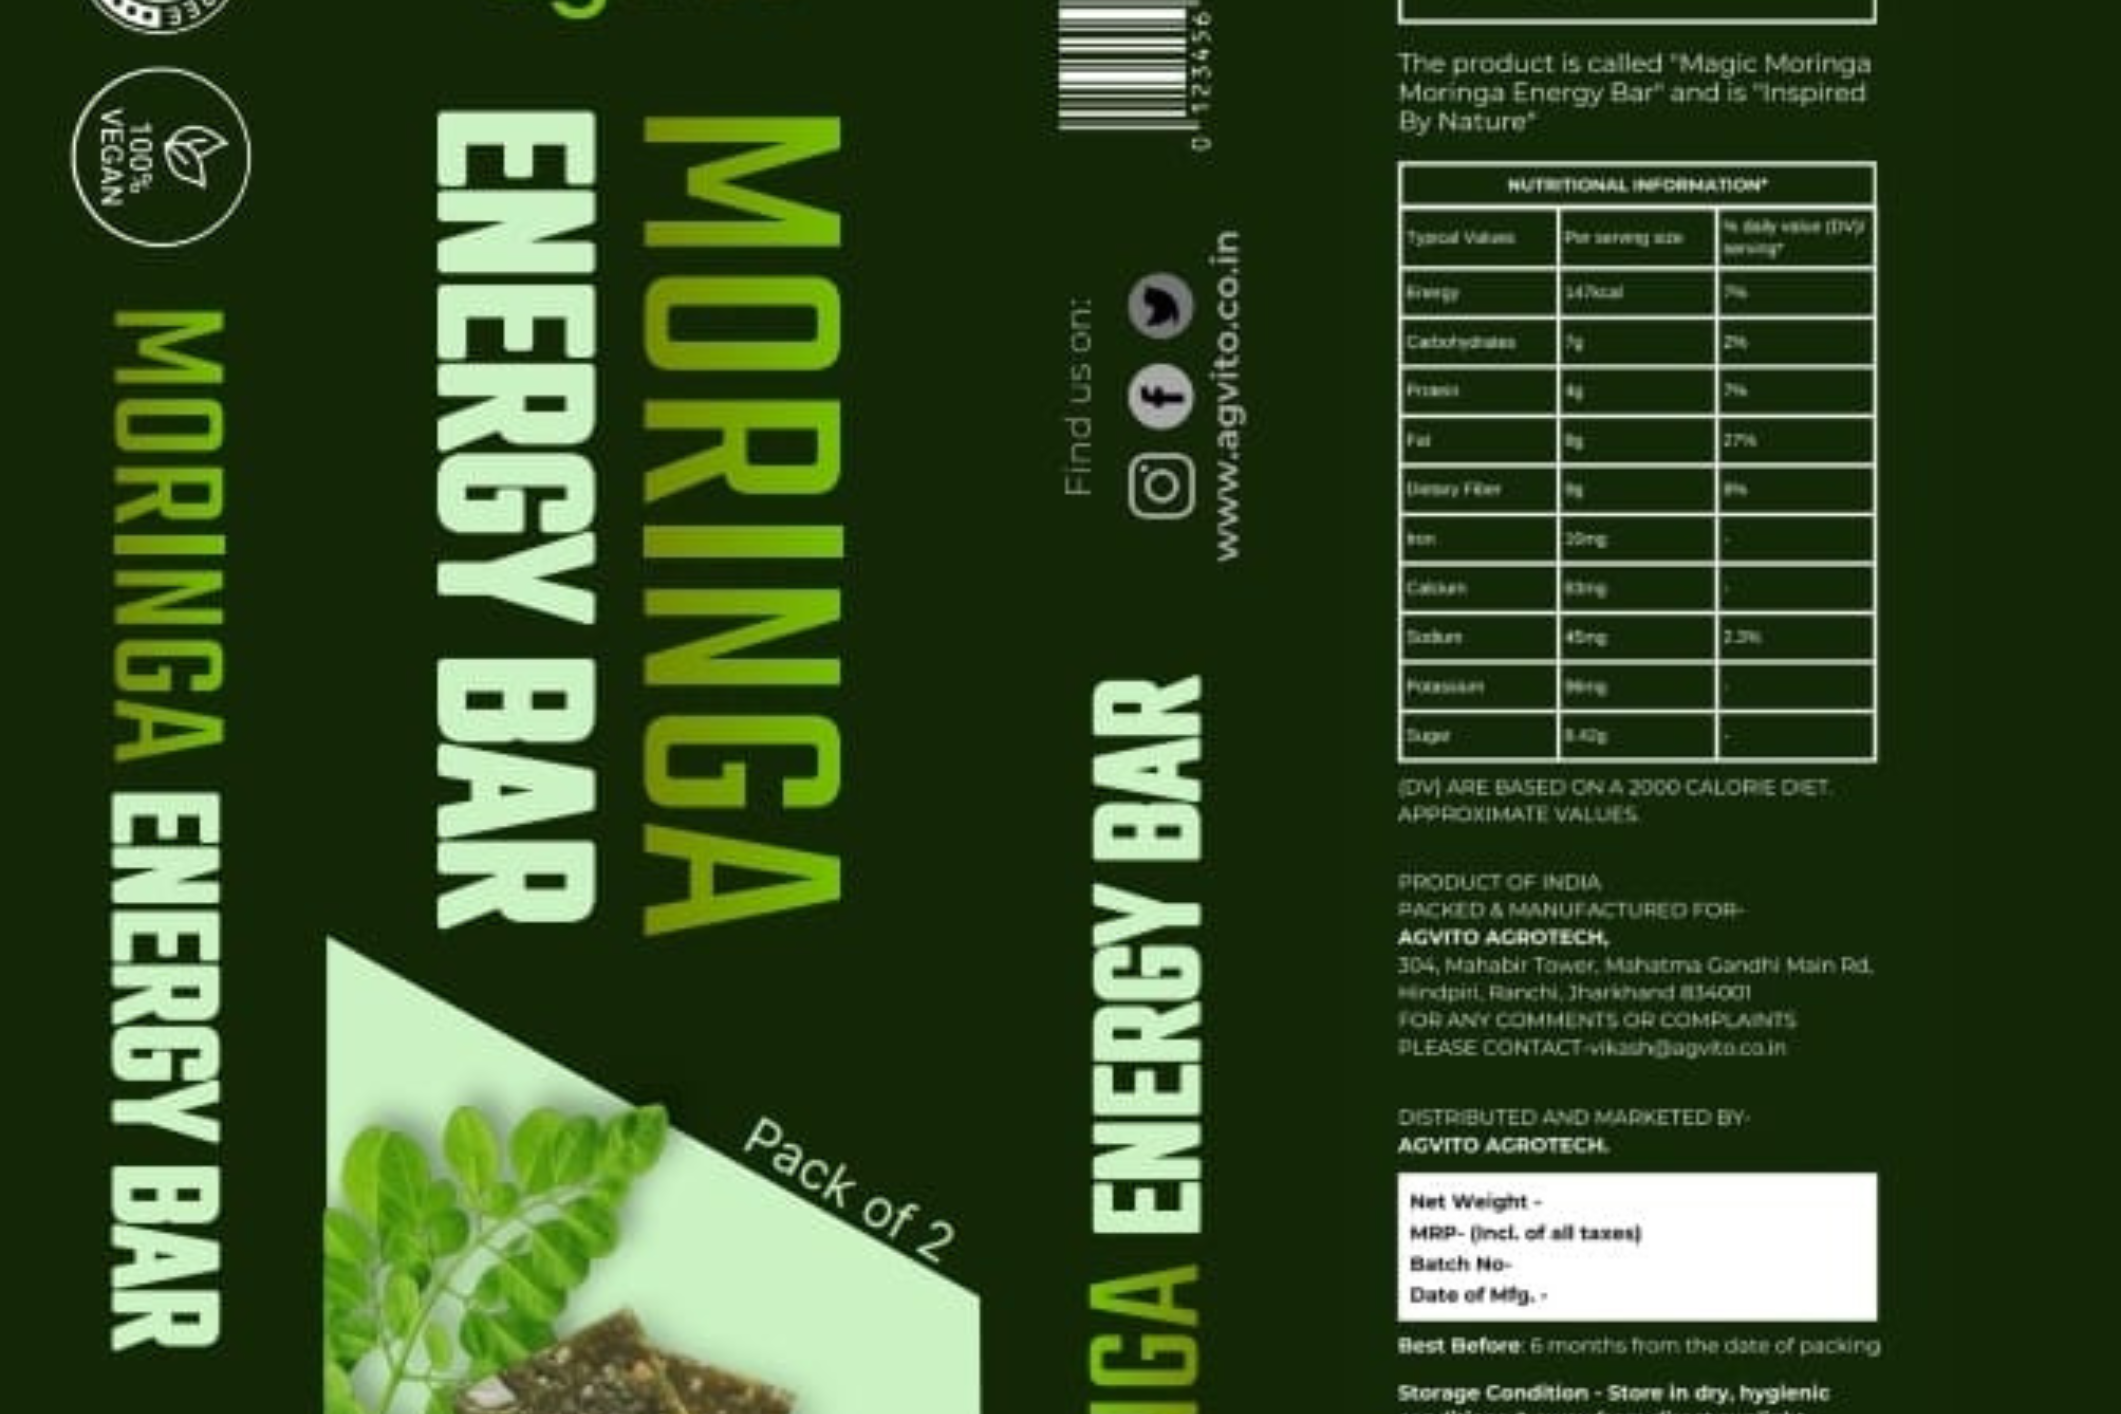 FREE
100%
VEGAN
MORINGA ENERGY BAR
MORINGA
ENERGY BAR
Pack of 2
0 123456
Find us on:
www.agvito.co.in
ENERGY BAR
The product is called "Magic Moringa
Moringa Energy Bar" and is "Inspired
By Nature"
NUTRITIONAL INFORMATION*
Typical Values Per serving size % daily value (DV)/
serving*
Energy 147kcal 7%
Carbohydrates 7g 2%
Protein 4g 7%
Fat 27%
Dietary Fiber 8%
Iron 10mg -
Calcium 83mg -
Sodium 45mg 2.3%
Potassium 96mg -
Sugar -
(DV) ARE BASED ON A 2000 CALORIE DIET.
APPROXIMATE VALUES.
PRODUCT OF INDIA
PACKED & MANUFACTURED FOR-
AGVITO AGROTECH,
304, Mahabir Tower, Mahatma Gandhi Main Rd,
Hindpiri, Ranchi, Jharkhand 834001
FOR ANY COMMENTS OR COMPLAINTS
PLEASE CONTACT-vikash@agvito.co.in
DISTRIBUTED AND MARKETED BY-
AGVITO AGROTECH.
Net Weight -
MRP- (Incl. of all taxes)
Batch No-
Date of Mfg. -
Best Before: 6 months from the date of packing
Storage Condition - Store in dry, hygienic